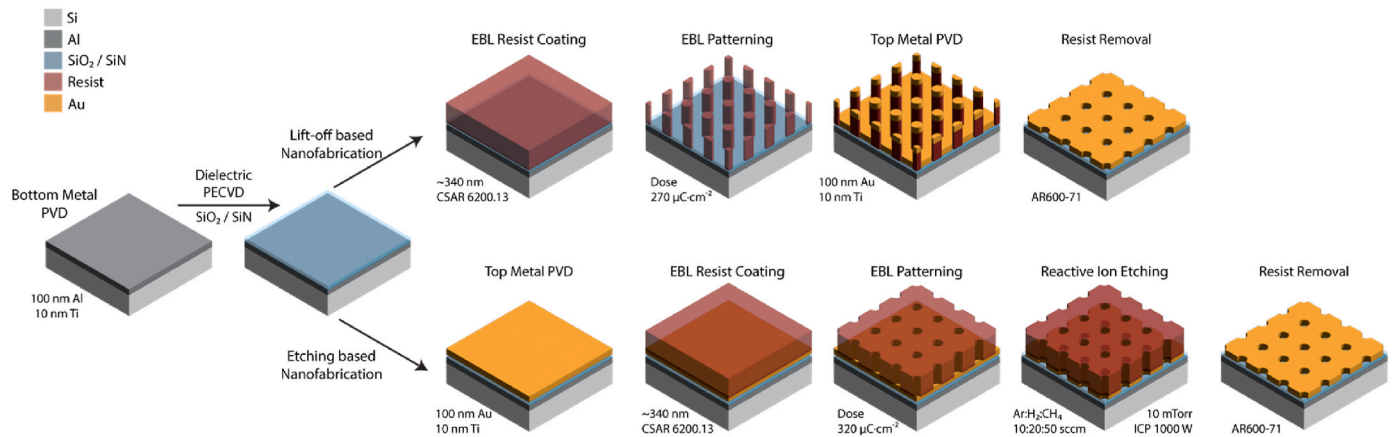 Si
Al
SiO₂ / SiN
Resist
Au
Bottom Metal
PVD
100 nm Al
10 nm Ti
Dielectric
PECVD
SiO₂ / SiN
Lift-off based
Nanofabrication
EBL Resist Coating
~340 nm
CSAR 6200.13
EBL Patterning
Dose
270 μC·cm⁻²
Top Metal PVD
100 nm Au
10 nm Ti
Resist Removal
AR600-71
Etching based
Nanofabrication
Top Metal PVD
100 nm Au
10 nm Ti
EBL Resist Coating
~340 nm
CSAR 6200.13
EBL Patterning
Dose
320 μC·cm⁻²
Reactive Ion Etching
Ar:H₂:CH₄
10:20:50 sccm
10 mTorr
ICP 1000 W
Resist Removal
AR600-71